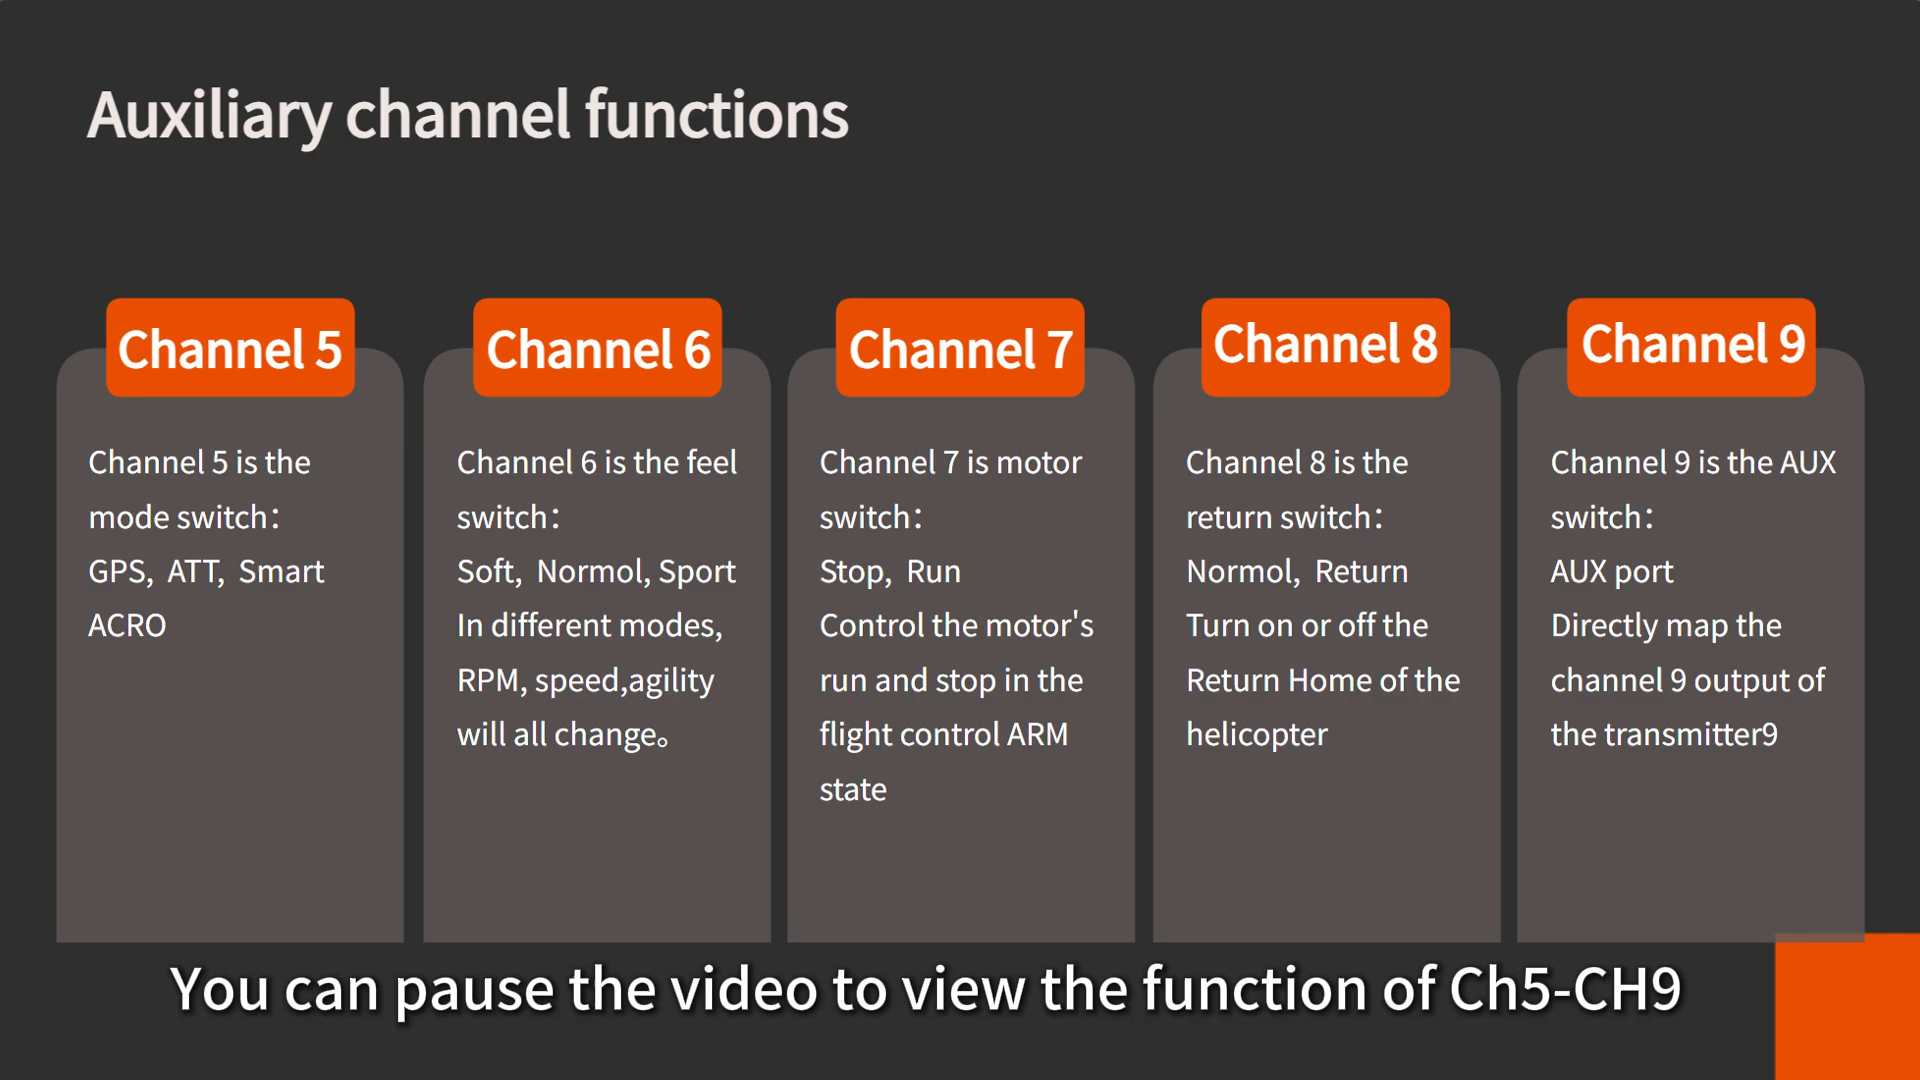 Auxiliary channel functions
Channel 5
Channel 5 is the
mode switch：
GPS,  ATT,  Smart
ACRO
Channel 6
Channel 6 is the feel
switch：
Soft,  Normol, Sport
In different modes,
RPM, speed,agility
will all change。
Channel 7
Channel 7 is motor
switch：
Stop,  Run
Control the motor's
run and stop in the
flight control ARM
state
Channel 8
Channel 8 is the
return switch：
Normol,  Return
Turn on or off the
Return Home of the
helicopter
Channel 9
Channel 9 is the AUX
switch：
AUX port
Directly map the
channel 9 output of
the transmitter9
You can pause the video to view the function of Ch5-CH9